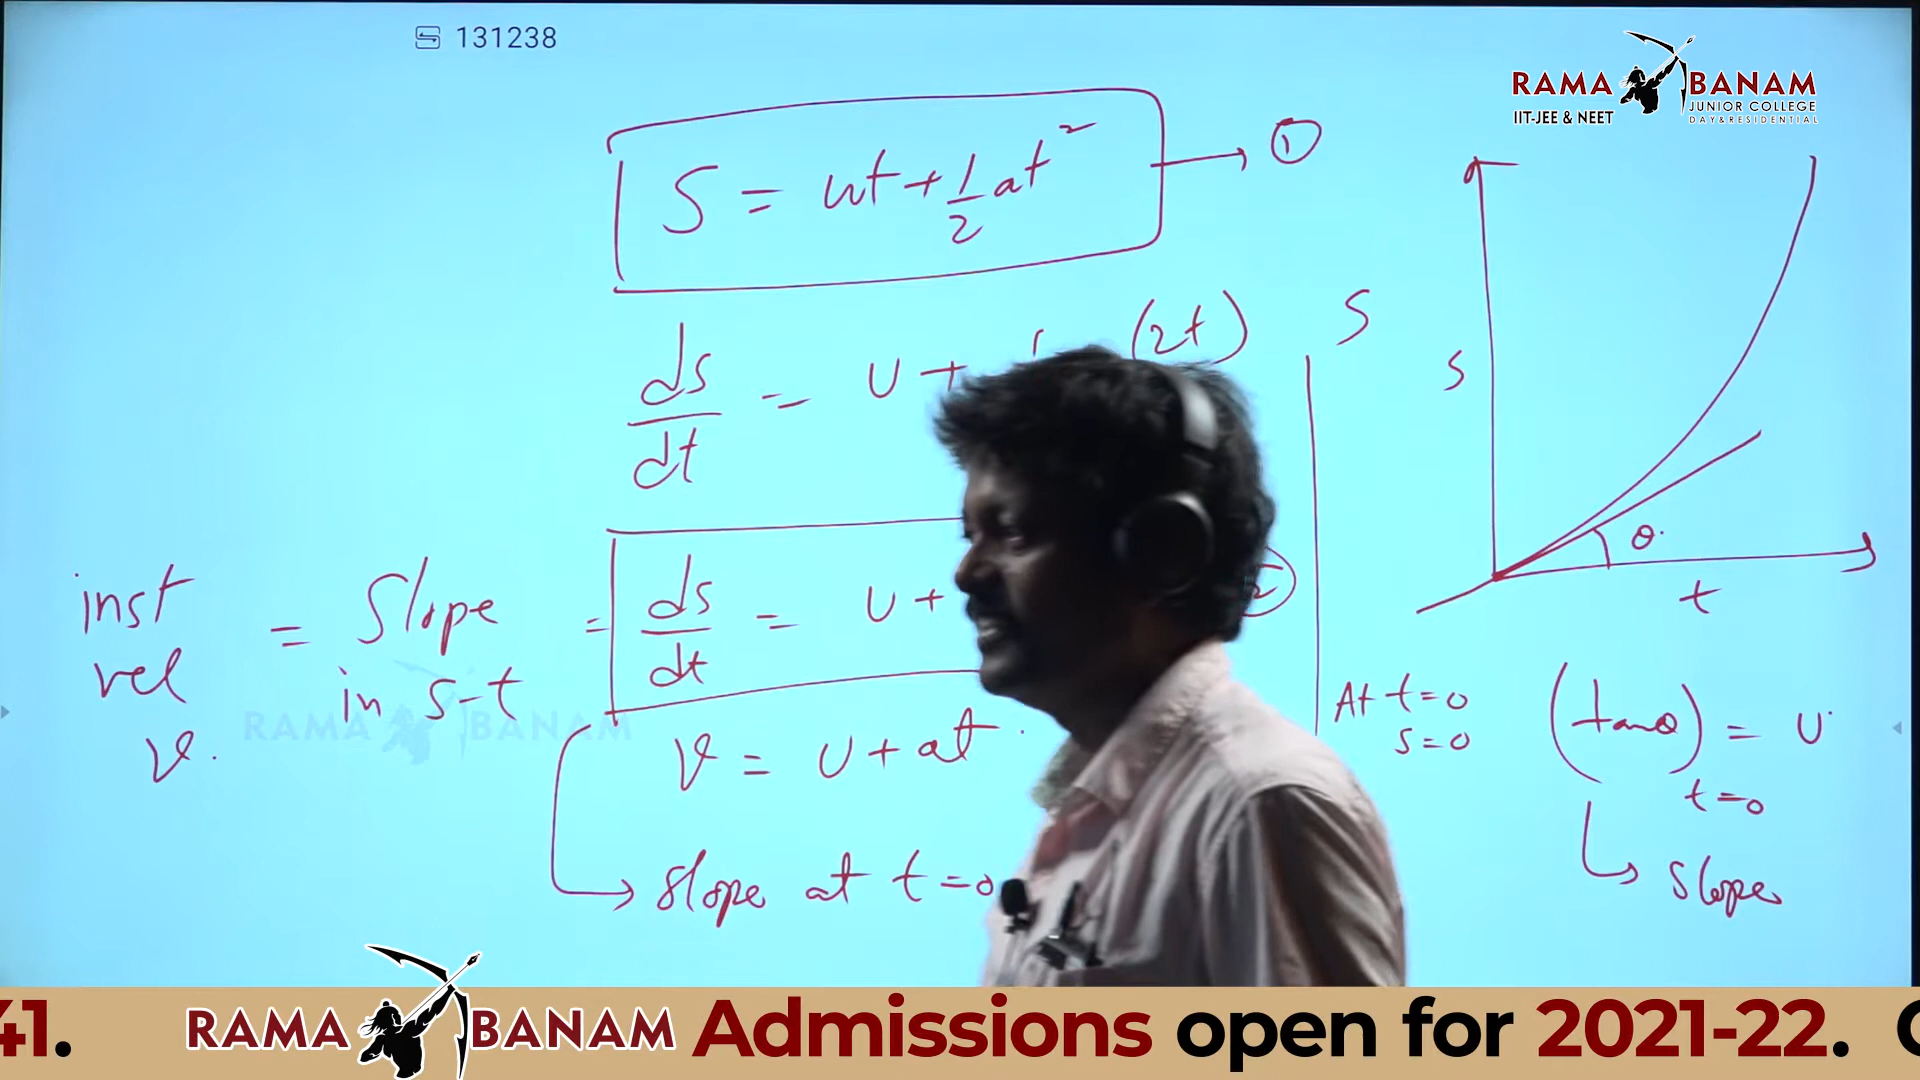 131238
RAMA BANAM
JUNIOR COLLEGE
IIT-JEE & NEET
DAY & RESIDENTIAL
S = ut + 1/2 at² → ①
ds/dt = u + (2t)
S
S
θ
t
inst vel v. = Slope in s-t = ds/dt = u +
RAMA BANAM
v = u + at
→ slope at t=0
At t=0
s=0
(tanθ) t=0 = u
↳ Slope
41.
RAMA BANAM Admissions open for 2021-22.